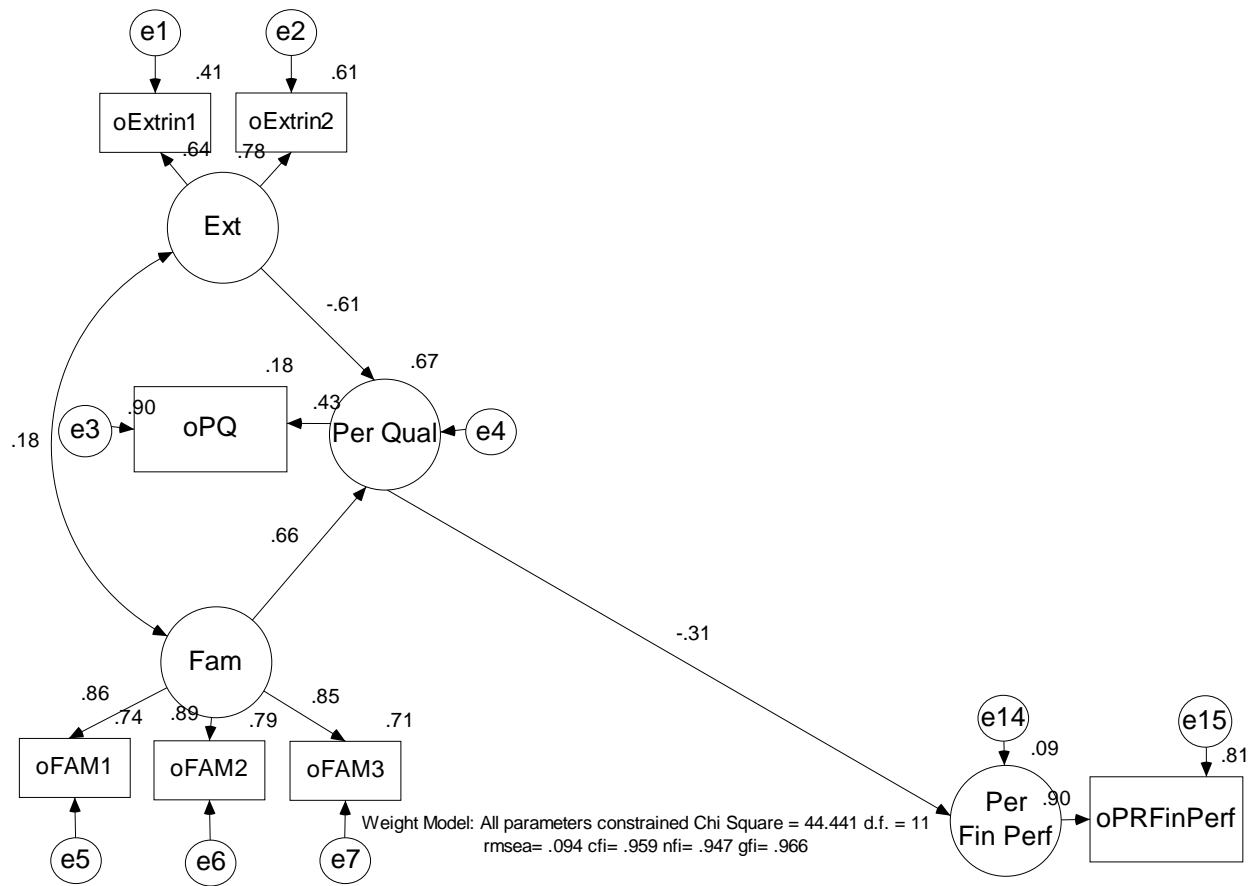 e1
e2
.41
.61
oExtrin1
oExtrin2
.64
.78
Ext
-.61
.18
.67
.90
.43
e3
oPQ
Per Qual
e4
.18
.66
-.31
Fam
.86
.74
.89
.79
.85
.71
oFAM1
oFAM2
oFAM3
e5
e6
e7
e14
e15
.09
.81
Per
Fin Perf
.90
oPRFinPerf
Weight Model: All parameters constrained Chi Square = 44.441 d.f. = 11
rmsea= .094 cfi= .959 nfi= .947 gfi= .966